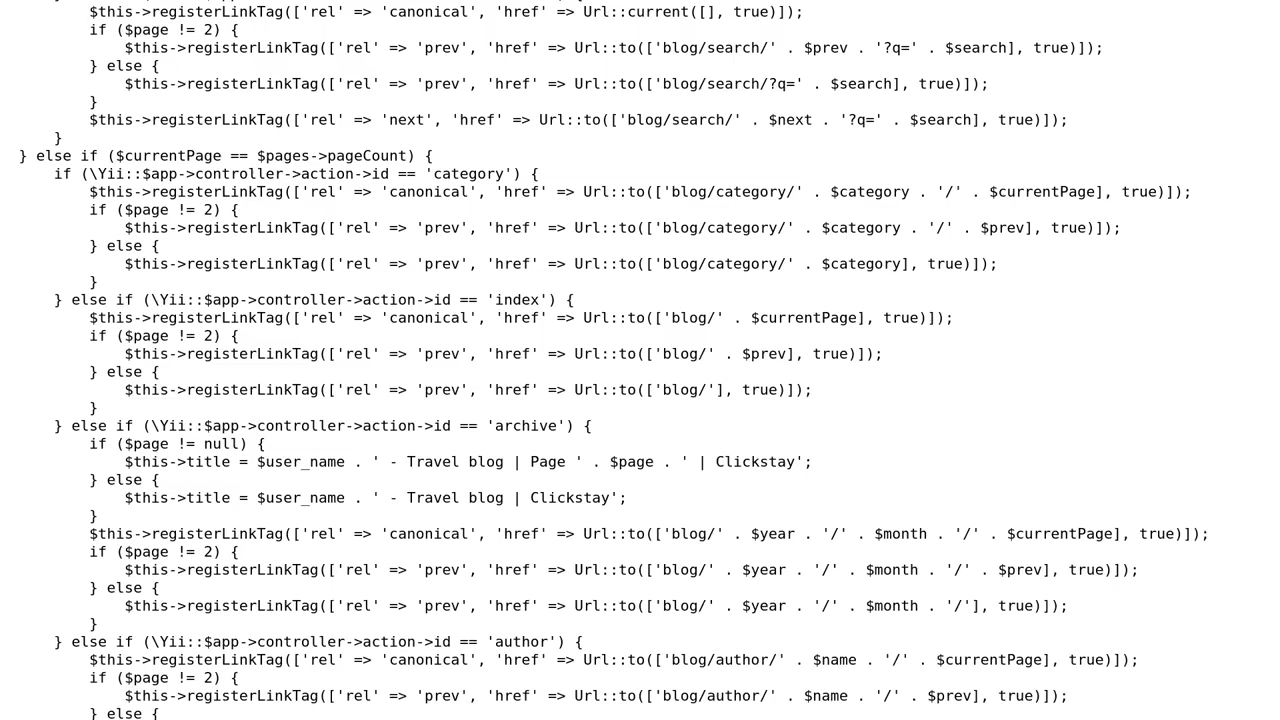 $this->registerLinkTag(['rel' => 'canonical', 'href' => Url::current([], true)]);
if ($page != 2) {
$this->registerLinkTag(['rel' => 'prev', 'href' => Url::to(['blog/search/' . $prev . '?q=' . $search], true)]);
} else {
$this->registerLinkTag(['rel' => 'prev', 'href' => Url::to(['blog/search/?q=' . $search], true)]);
}
$this->registerLinkTag(['rel' => 'next', 'href' => Url::to(['blog/search/' . $next . '?q=' . $search], true)]);
}
} else if ($currentPage == $pages->pageCount) {
if (\Yii::$app->controller->action->id == 'category') {
$this->registerLinkTag(['rel' => 'canonical', 'href' => Url::to(['blog/category/' . $category . '/' . $currentPage], true)]);
if ($page != 2) {
$this->registerLinkTag(['rel' => 'prev', 'href' => Url::to(['blog/category/' . $category . '/' . $prev], true)]);
} else {
$this->registerLinkTag(['rel' => 'prev', 'href' => Url::to(['blog/category/' . $category], true)]);
}
} else if (\Yii::$app->controller->action->id == 'index') {
$this->registerLinkTag(['rel' => 'canonical', 'href' => Url::to(['blog/' . $currentPage], true)]);
if ($page != 2) {
$this->registerLinkTag(['rel' => 'prev', 'href' => Url::to(['blog/' . $prev], true)]);
} else {
$this->registerLinkTag(['rel' => 'prev', 'href' => Url::to(['blog/'], true)]);
}
} else if (\Yii::$app->controller->action->id == 'archive') {
if ($page != null) {
$this->title = $user_name . ' - Travel blog | Page ' . $page . ' | Clickstay';
} else {
$this->title = $user_name . ' - Travel blog | Clickstay';
}
$this->registerLinkTag(['rel' => 'canonical', 'href' => Url::to(['blog/' . $year . '/' . $month . '/' . $currentPage], true)]);
if ($page != 2) {
$this->registerLinkTag(['rel' => 'prev', 'href' => Url::to(['blog/' . $year . '/' . $month . '/' . $prev], true)]);
} else {
$this->registerLinkTag(['rel' => 'prev', 'href' => Url::to(['blog/' . $year . '/' . $month . '/'], true)]);
}
} else if (\Yii::$app->controller->action->id == 'author') {
$this->registerLinkTag(['rel' => 'canonical', 'href' => Url::to(['blog/author/' . $name . '/' . $currentPage], true)]);
if ($page != 2) {
$this->registerLinkTag(['rel' => 'prev', 'href' => Url::to(['blog/author/' . $name . '/' . $prev], true)]);
} else {